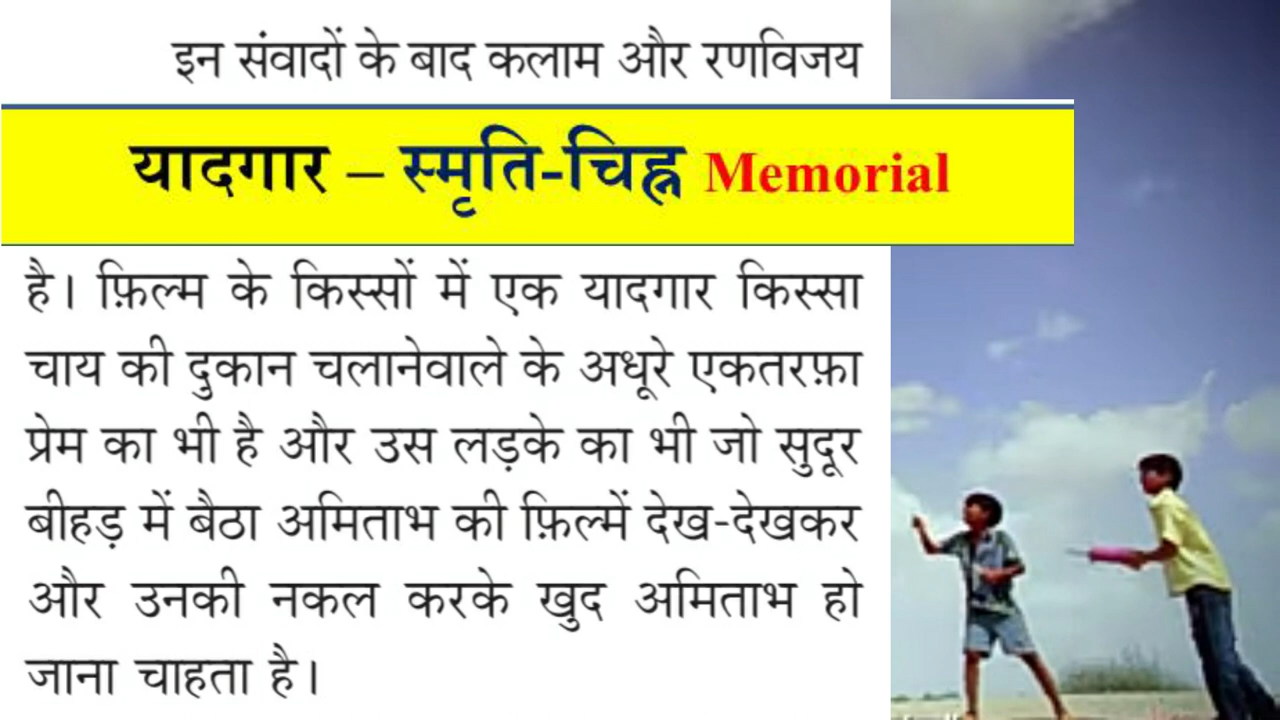 इन संवादों के बाद कलाम और रणविजय
यादगार – स्मृति-चिह्न Memorial
है। फ़िल्म के किस्सों में एक यादगार किस्सा
चाय की दुकान चलानेवाले के अधूरे एकतरफ़ा
प्रेम का भी है और उस लड़के का भी जो सुदूर
बीहड़ में बैठा अमिताभ की फ़िल्में देख-देखकर
और उनकी नकल करके खुद अमिताभ हो
जाना चाहता है।